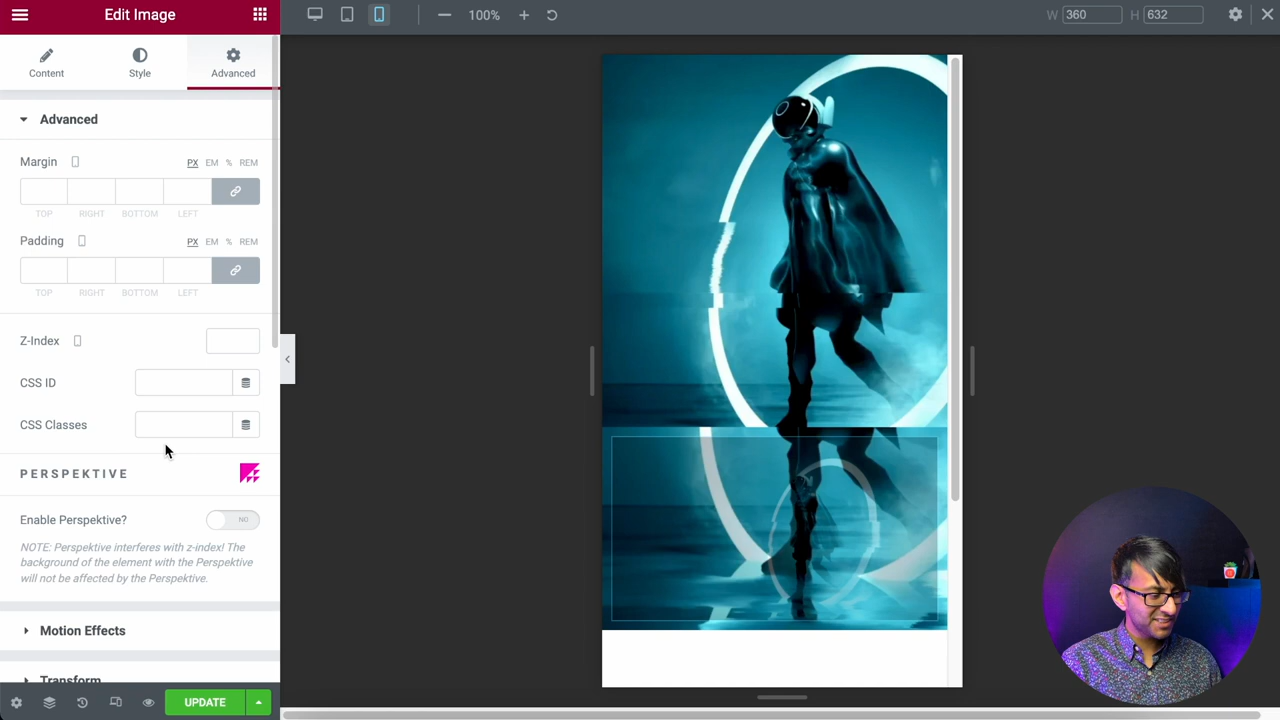 Edit Image
100%
W 360 H 632
Content
Style
Advanced
Advanced
Margin
PX EM % REM
TOP RIGHT BOTTOM LEFT
Padding
PX EM % REM
TOP RIGHT BOTTOM LEFT
Z-Index
CSS ID
CSS Classes
PERSPEKTIVE
Enable Perspektive?
NO
NOTE: Perspektive interferes with z-index! The
background of the element with the Perspektive
will not be affected by the Perspektive.
Motion Effects
Transform
UPDATE